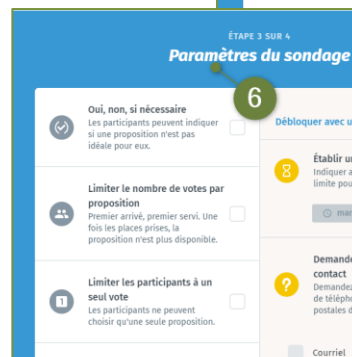 ÉTAPE 3 SUR 4
Paramètres du sondage
6
Oui, non, si nécessaire
Les participants peuvent indiquer
si une proposition n'est pas
idéale pour eux.
Limiter le nombre de votes par
proposition
Premier arrivé, premier servi. Une
fois les places prises, la
proposition n'est plus disponible.
Limiter les participants à un
seul vote
Les participants ne peuvent
choisir qu'une seule proposition.
Débloquer avec
Établir
Indiquer
limite
Demande
contact
Demandez
de
postales
Courriel